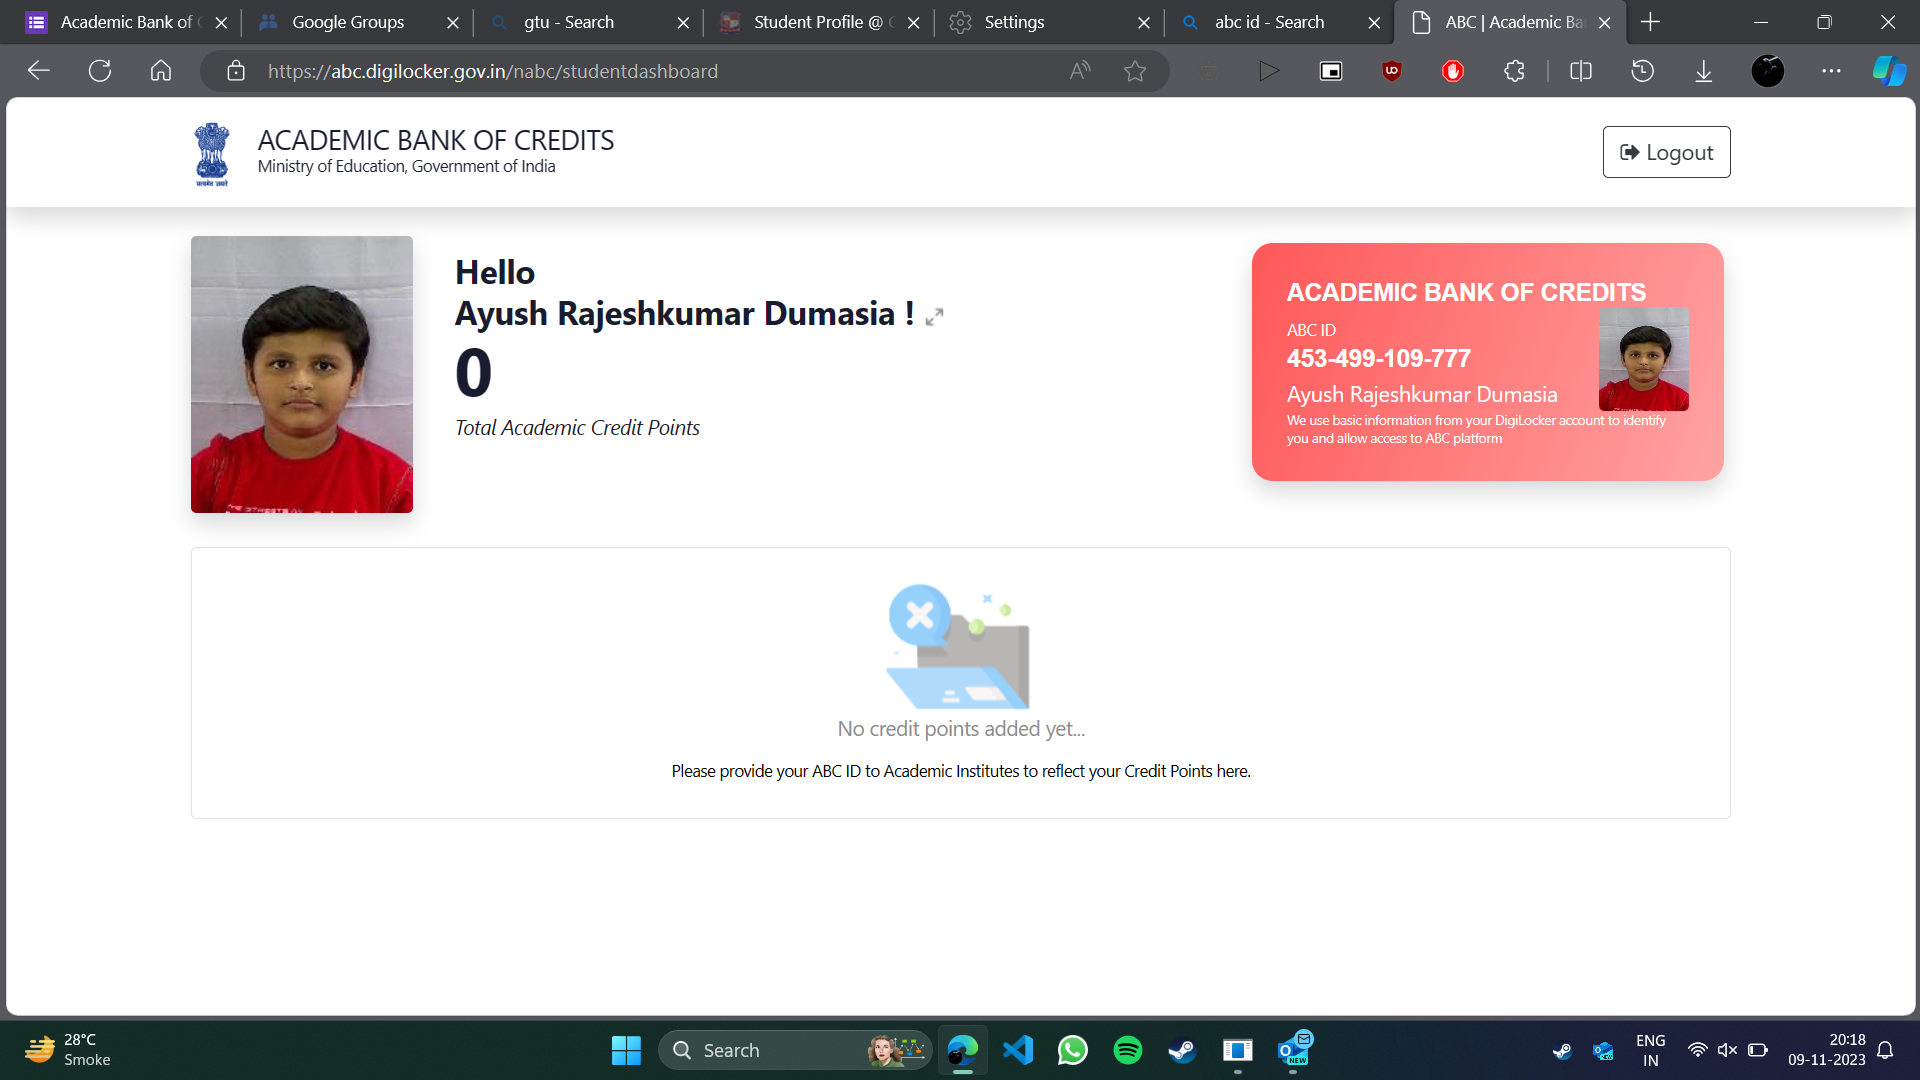 Academic Bank of
Google Groups
gtu - Search
Student Profile @
Settings
abc id - Search
ABC | Academic Ba
https://abc.digilocker.gov.in/nabc/studentdashboard
ACADEMIC BANK OF CREDITS
Ministry of Education, Government of India
सत्यमेव जयते
Logout
Hello
Ayush Rajeshkumar Dumasia !
0
Total Academic Credit Points
ACADEMIC BANK OF CREDITS
ABC ID
453-499-109-777
Ayush Rajeshkumar Dumasia
We use basic information from your DigiLocker account to identify
you and allow access to ABC platform
No credit points added yet...
Please provide your ABC ID to Academic Institutes to reflect your Credit Points here.
28°C
Smoke
Search
NEW
ENG
IN
20:18
09-11-2023